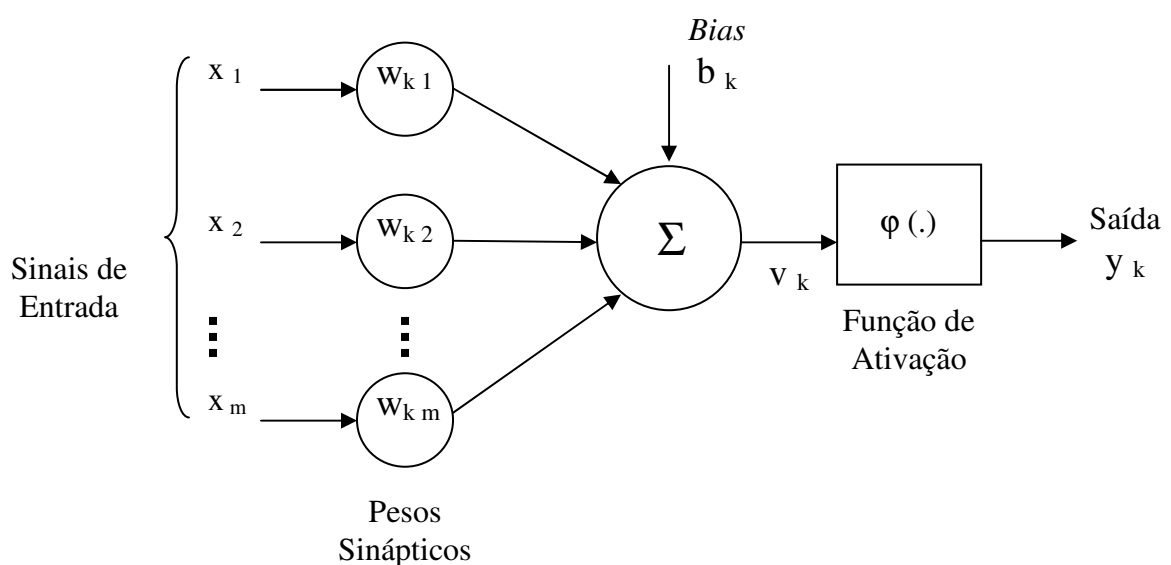 Bias
b k
x 1
w k 1
x 2
w k 2
Σ
φ (.)
Saída
y k
v k
Sinais de
Entrada
Função de
Ativação
x m
w k m
Pesos
Sinápticos